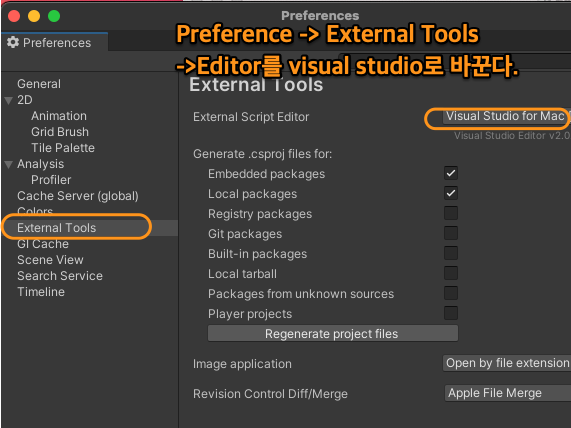 Preferences
Preferences
Preference -> External Tools
->Editor를 visual studio로 바꾼다.
General
2D
Animation
Grid Brush
Tile Palette
Analysis
Profiler
Cache Server (global)
Colors
External Tools
GI Cache
Scene View
Search Service
Timeline
External Tools
External Script Editor
Visual Studio for Mac
Visual Studio Editor v2.0
Generate .csproj files for:
Embedded packages
Local packages
Registry packages
Git packages
Built-in packages
Local tarball
Packages from unknown sources
Player projects
Regenerate project files
Image application
Open by file extension
Revision Control Diff/Merge
Apple File Merge